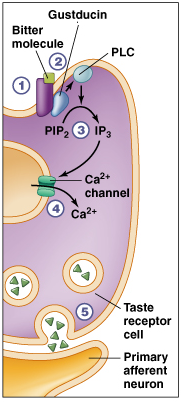 Gustducin
Bitter
molecule
2
PLC
1
PIP2
3
IP3
Ca2+
channel
4
Ca2+
5
Taste
receptor
cell
Primary
afferent
neuron